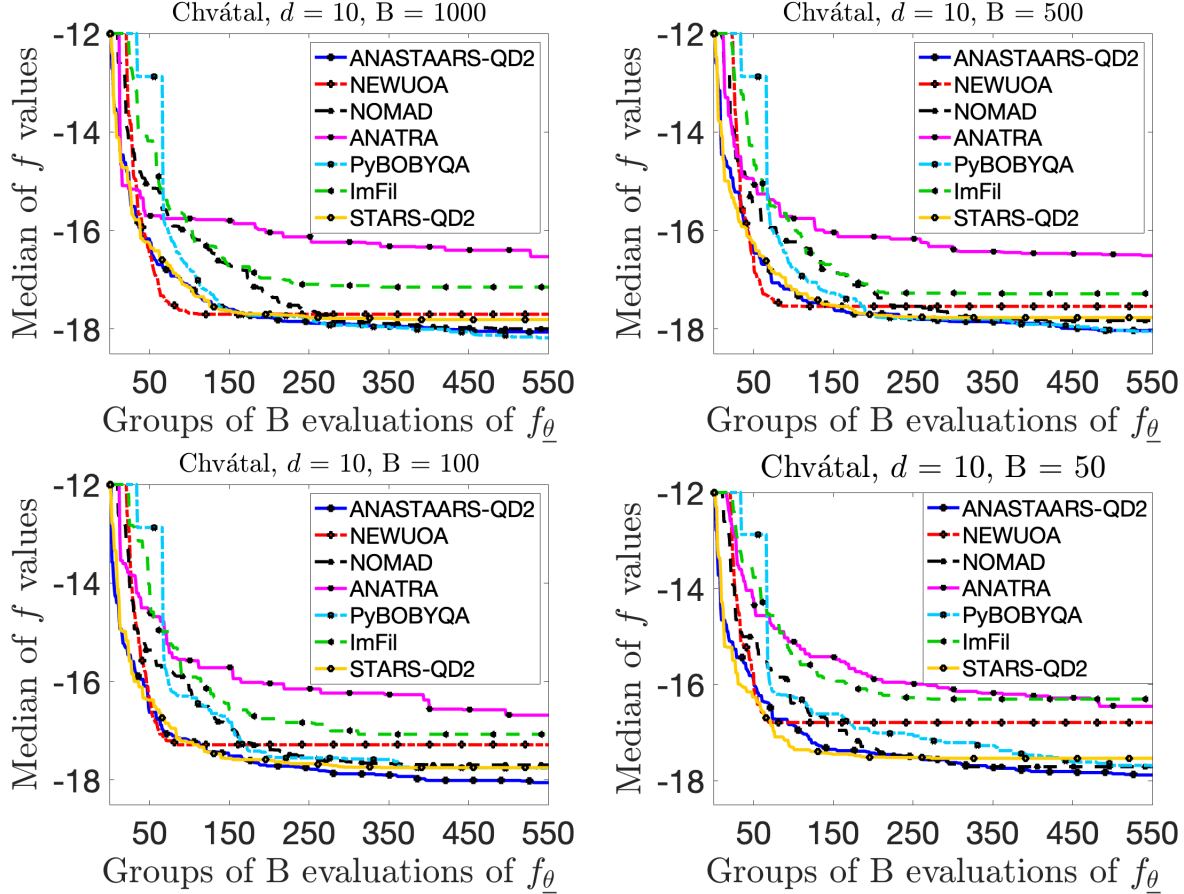 Chvátal, d = 10, B = 1000
Median of f values
-12
-14
-16
-18
ANASTAARS-QD2
NEWUOA
NOMAD
ANATRA
PyBOBYQA
ImFil
STARS-QD2
50 150 250 350 450 550
Groups of B evaluations of f_θ
Chvátal, d = 10, B = 500
Median of f values
-12
-14
-16
-18
ANASTAARS-QD2
NEWUOA
NOMAD
ANATRA
PyBOBYQA
ImFil
STARS-QD2
50 150 250 350 450 550
Groups of B evaluations of f_θ
Chvátal, d = 10, B = 100
Median of f values
-12
-14
-16
-18
ANASTAARS-QD2
NEWUOA
NOMAD
ANATRA
PyBOBYQA
ImFil
STARS-QD2
50 150 250 350 450 550
Groups of B evaluations of f_θ
Chvátal, d = 10, B = 50
Median of f values
-12
-14
-16
-18
ANASTAARS-QD2
NEWUOA
NOMAD
ANATRA
PyBOBYQA
ImFil
STARS-QD2
50 150 250 350 450 550
Groups of B evaluations of f_θ